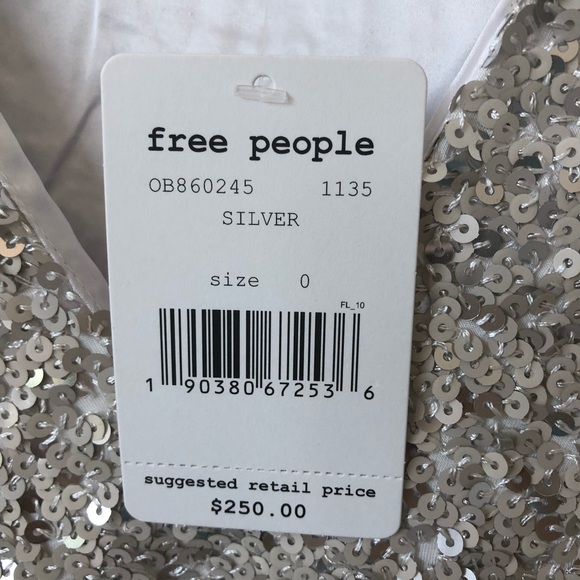 free people
OB860245 1135
SILVER
size 0
FL_10
1 90380 67253 6
suggested retail price
$250.00